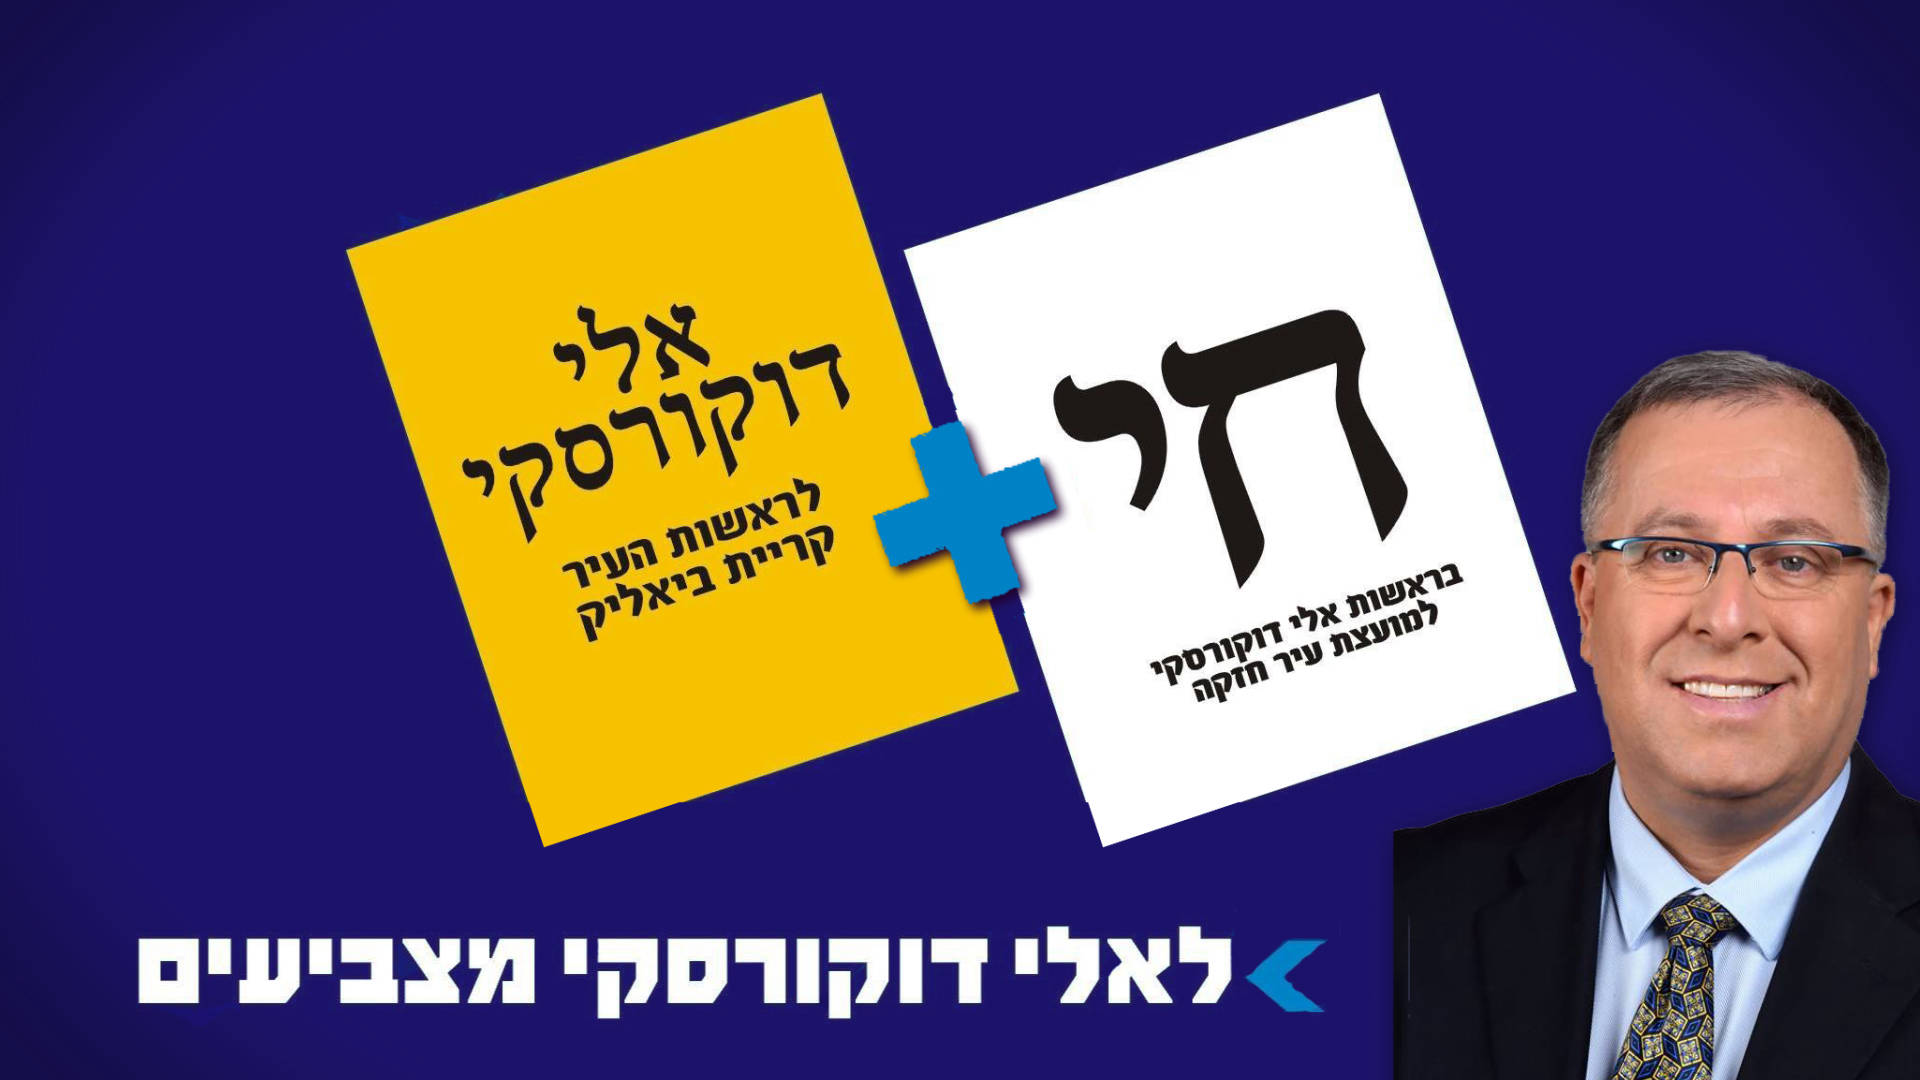 אלי
דוקורסקי
לראשות העיר
קריית ביאליק
חי
בראשות אלי דוקורסקי
למועצת עיר חזקה
לאלי דוקורסקי מצביעים